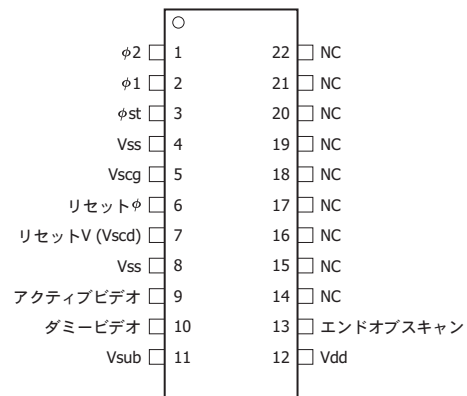 φ2 1 22 NC
φ1 2 21 NC
φst 3 20 NC
Vss 4 19 NC
Vscg 5 18 NC
リセットφ 6 17 NC
リセットV (Vscd) 7 16 NC
Vss 8 15 NC
アクティブビデオ 9 14 NC
ダミービデオ 10 13 エンドオブスキャン
Vsub 11 12 Vdd